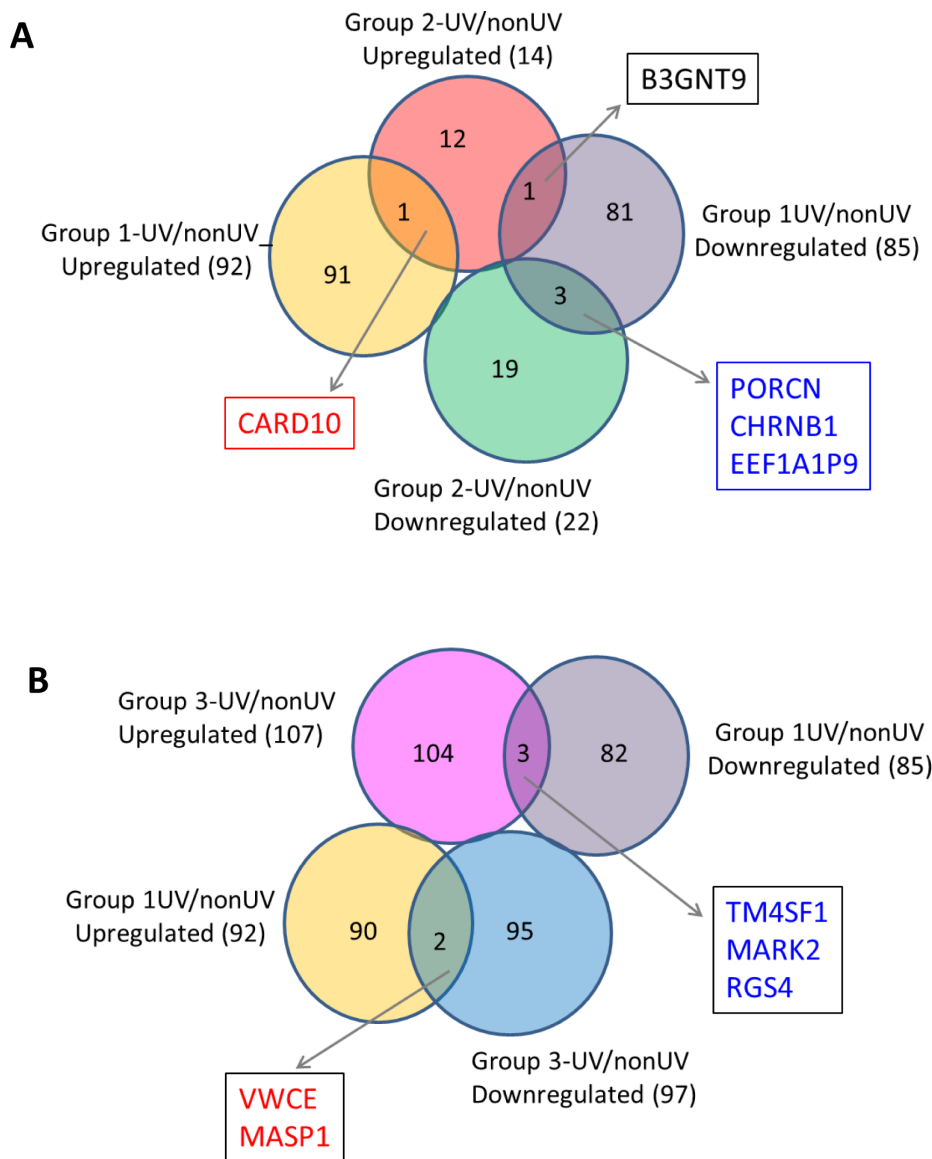 A
Group 2-UV/nonUV
Upregulated (14)
B3GNT9
12
1
1
81
Group 1-UV/nonUV_
Upregulated (92)
Group 1UV/nonUV
Downregulated (85)
91
3
19
CARD10
PORCN
CHRNB1
EEF1A1P9
Group 2-UV/nonUV
Downregulated (22)
B
Group 3-UV/nonUV
Upregulated (107)
104
3
82
Group 1UV/nonUV
Downregulated (85)
Group 1UV/nonUV
Upregulated (92)
90
2
95
TM4SF1
MARK2
RGS4
Group 3-UV/nonUV
Downregulated (97)
VWCE
MASP1